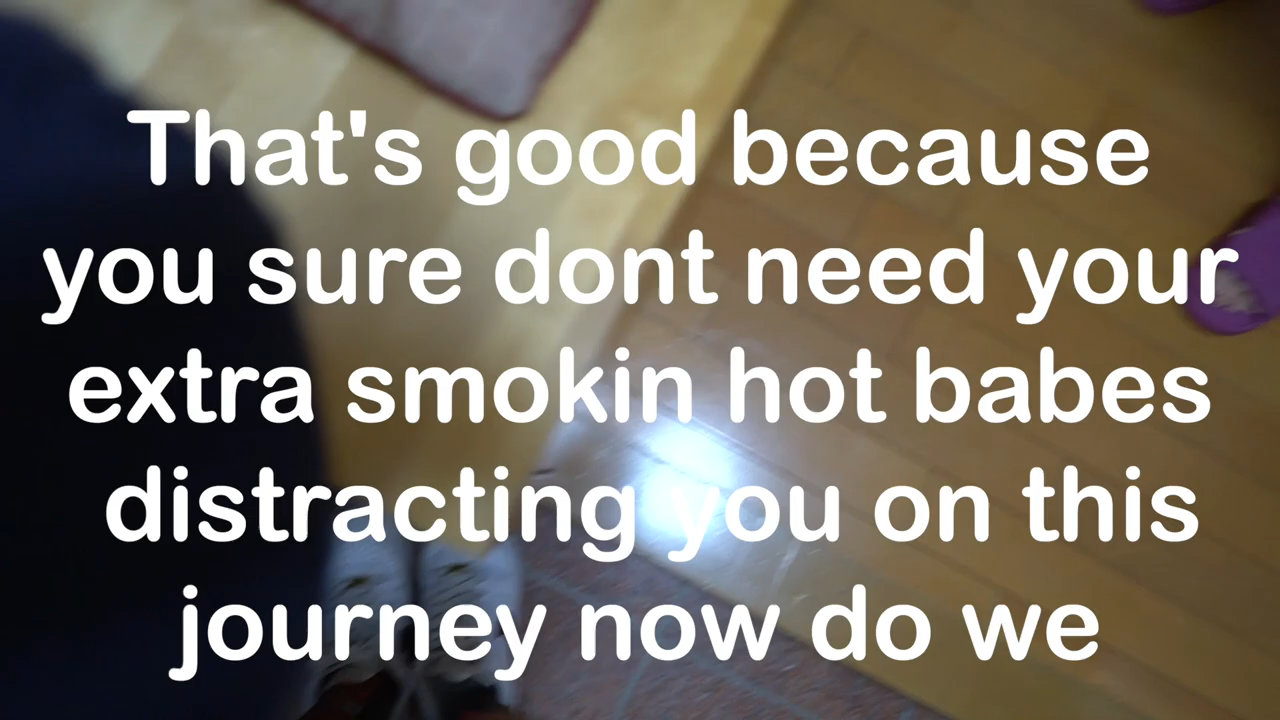 That's good because
you sure dont need your
extra smokin hot babes
distracting you on this
journey now do we